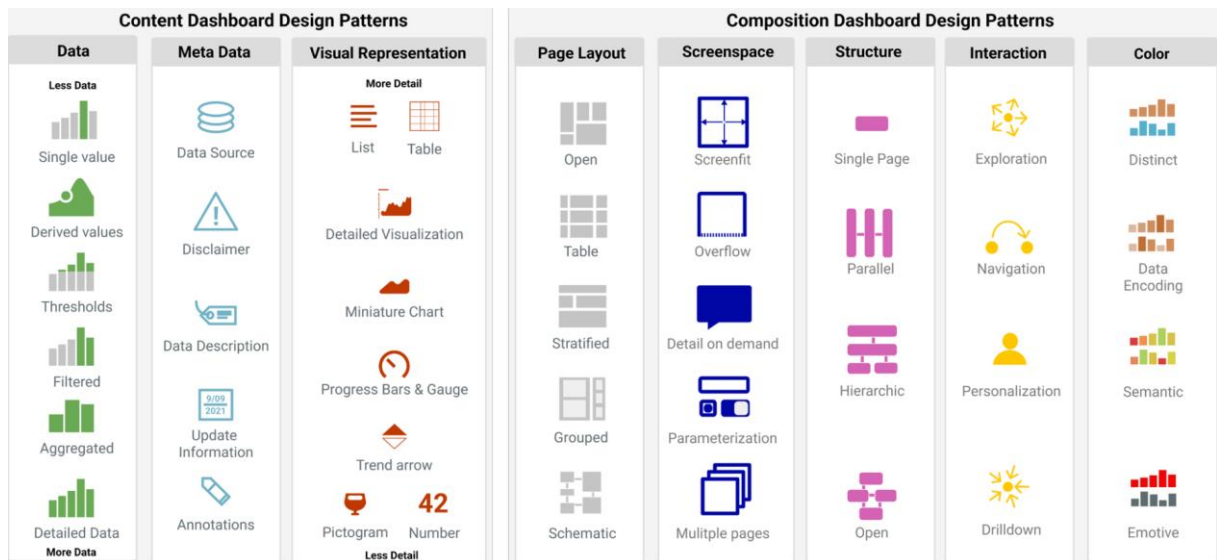 Content Dashboard Design Patterns
Data
Less Data
Single value
Derived values
Thresholds
Filtered
Aggregated
Detailed Data
More Data
Meta Data
Data Source
Disclaimer
Data Description
9/09
2021
Update
Information
Annotations
Visual Representation
More Detail
List Table
Detailed Visualization
Miniature Chart
Progress Bars & Gauge
Trend arrow
42
Pictogram Number
Less Detail
Composition Dashboard Design Patterns
Page Layout
Open
Table
Stratified
Grouped
Schematic
Screenspace
Screenfit
Overflow
Detail on demand
Parameterization
Mulitple pages
Structure
Single Page
Parallel
Hierarchic
Open
Interaction
Exploration
Navigation
Personalization
Drilldown
Color
Distinct
Data
Encoding
Semantic
Emotive